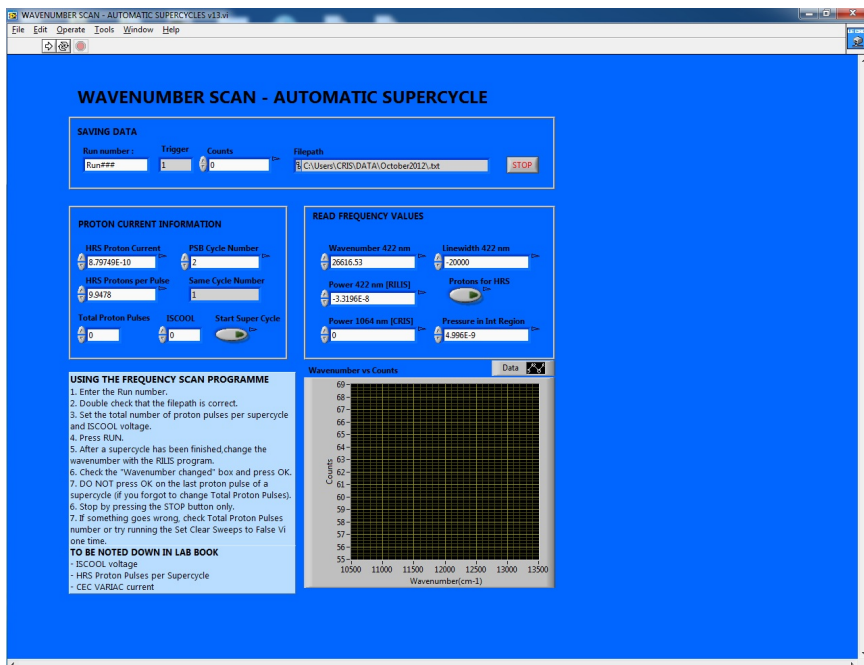 WAVENUMBER SCAN - AUTOMATIC SUPERCYCLES v13.vi
File Edit Operate Tools Window Help
WAVENUMBER SCAN - AUTOMATIC SUPERCYCLE
SAVING DATA
Run number : Trigger Counts Filepath
Run### 1 0 C:\Users\CRIS\DATA\October2012\.txt STOP
PROTON CURRENT INFORMATION
HRS Proton Current PSB Cycle Number
8.79749E-10 2
HRS Protons per Pulse Same Cycle Number
9.9478 1
Total Proton Pulses ISCOOL Start Super Cycle
0 0
READ FREQUENCY VALUES
Wavenumber 422 nm Linewidth 422 nm
26616.53 -20000
Power 422 nm [RILIS] Protons for HRS
-3.3196E-8
Power 1064 nm [CRIS] Pressure in Int Region
0 4.996E-9
USING THE FREQUENCY SCAN PROGRAMME
1. Enter the Run number.
2. Double check that the filepath is correct.
3. Set the total number of proton pulses per supercycle
and ISCOOL voltage.
4. Press RUN.
5. After a supercycle has been finished,change the
wavenumber with the RILIS program.
6. Check the "Wavenumber changed" box and press OK.
7. DO NOT press OK on the last proton pulse of a
supercycle (if you forgot to change Total Proton Pulses).
6. Stop by pressing the STOP button only.
7. If something goes wrong, check Total Proton Pulses
number or try running the Set Clear Sweeps to False Vi
one time.
TO BE NOTED DOWN IN LAB BOOK
- ISCOOL voltage
- HRS Proton Pulses per Supercycle
- CEC VARIAC current
Wavenumber vs Counts Data
69
68
67
66
65
64
63
62
61
60
59
58
57
56
55
Counts
10500 11000 11500 12000 12500 13000 13500
Wavenumber(cm-1)